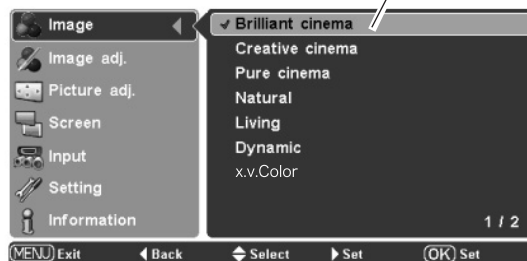 Image
Image adj.
Picture adj.
Screen
Input
Setting
Information
✓ Brilliant cinema
Creative cinema
Pure cinema
Natural
Living
Dynamic
x.v.Color
1 / 2
MENU Exit ◀ Back ◆ Select ▶ Set OK Set